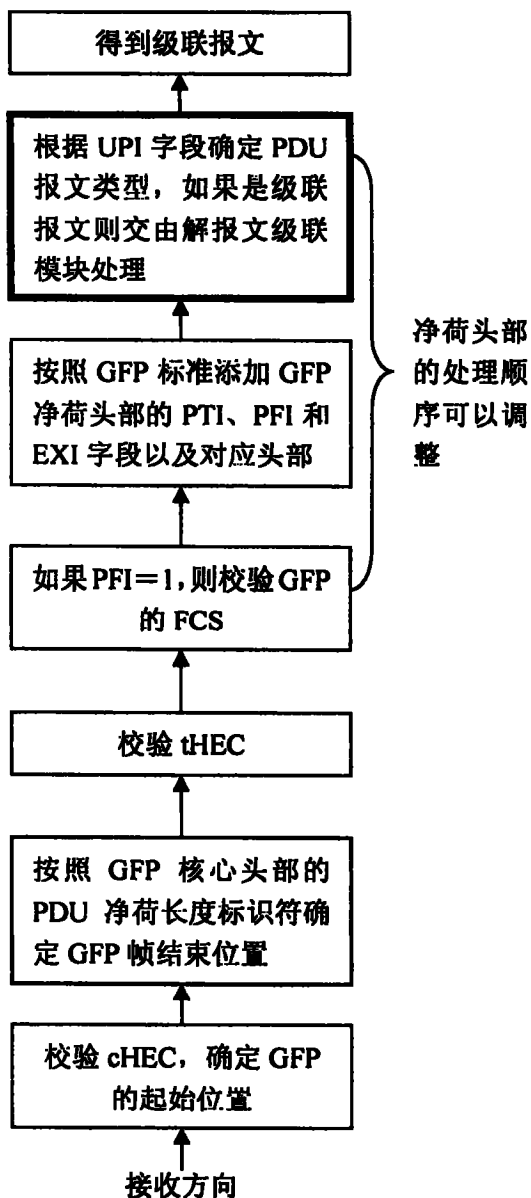 得到级联报文
根据 UPI 字段确定 PDU
报文类型，如果是级联
报文则交由解报文级联
模块处理
净荷头部
的处理顺
序可以调
整
按照 GFP 标准添加 GFP
净荷头部的 PTI、PFI 和
EXI 字段以及对应头部
如果 PFI＝1，则校验 GFP
的 FCS
校验 tHEC
按照 GFP 核心头部的
PDU 净荷长度标识符确
定 GFP 帧结束位置
校验 cHEC，确定 GFP
的起始位置
接收方向